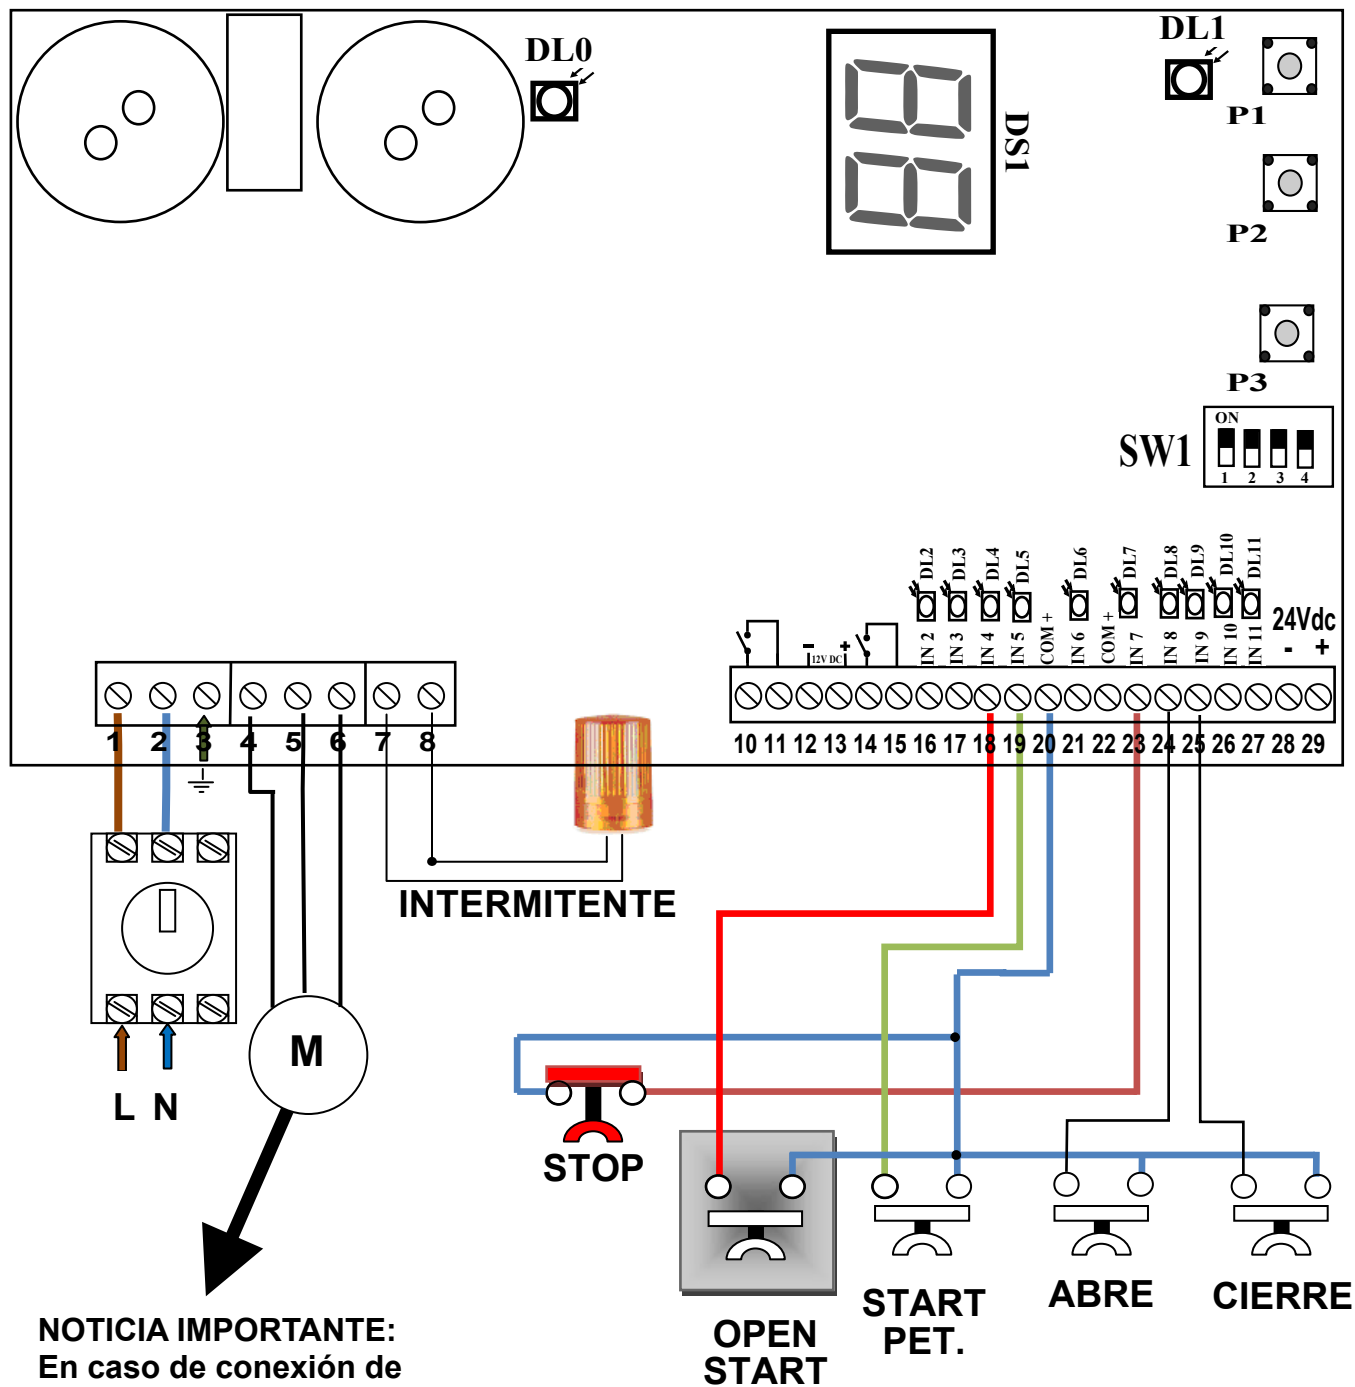 DL0
DL1
P1
DS1
P2
P3
ON
SW1
1 2 3 4
DL2 DL3 DL4 DL5 DL6 DL7 DL8 DL9 DL10 DL11
24Vdc
- +
- +
12V DC
IN 2 IN 3 IN 4 IN 5 COM + IN 6 COM + IN 7 IN 8 IN 9 IN 10 IN 11
1 2 3 4 5 6 7 8
10 11 12 13 14 15 16 17 18 19 20 21 22 23 24 25 26 27 28 29
INTERMITENTE
M
L N
STOP
OPEN
START
START
PET.
ABRE
CIERRE
NOTICIA IMPORTANTE:
En caso de conexión de